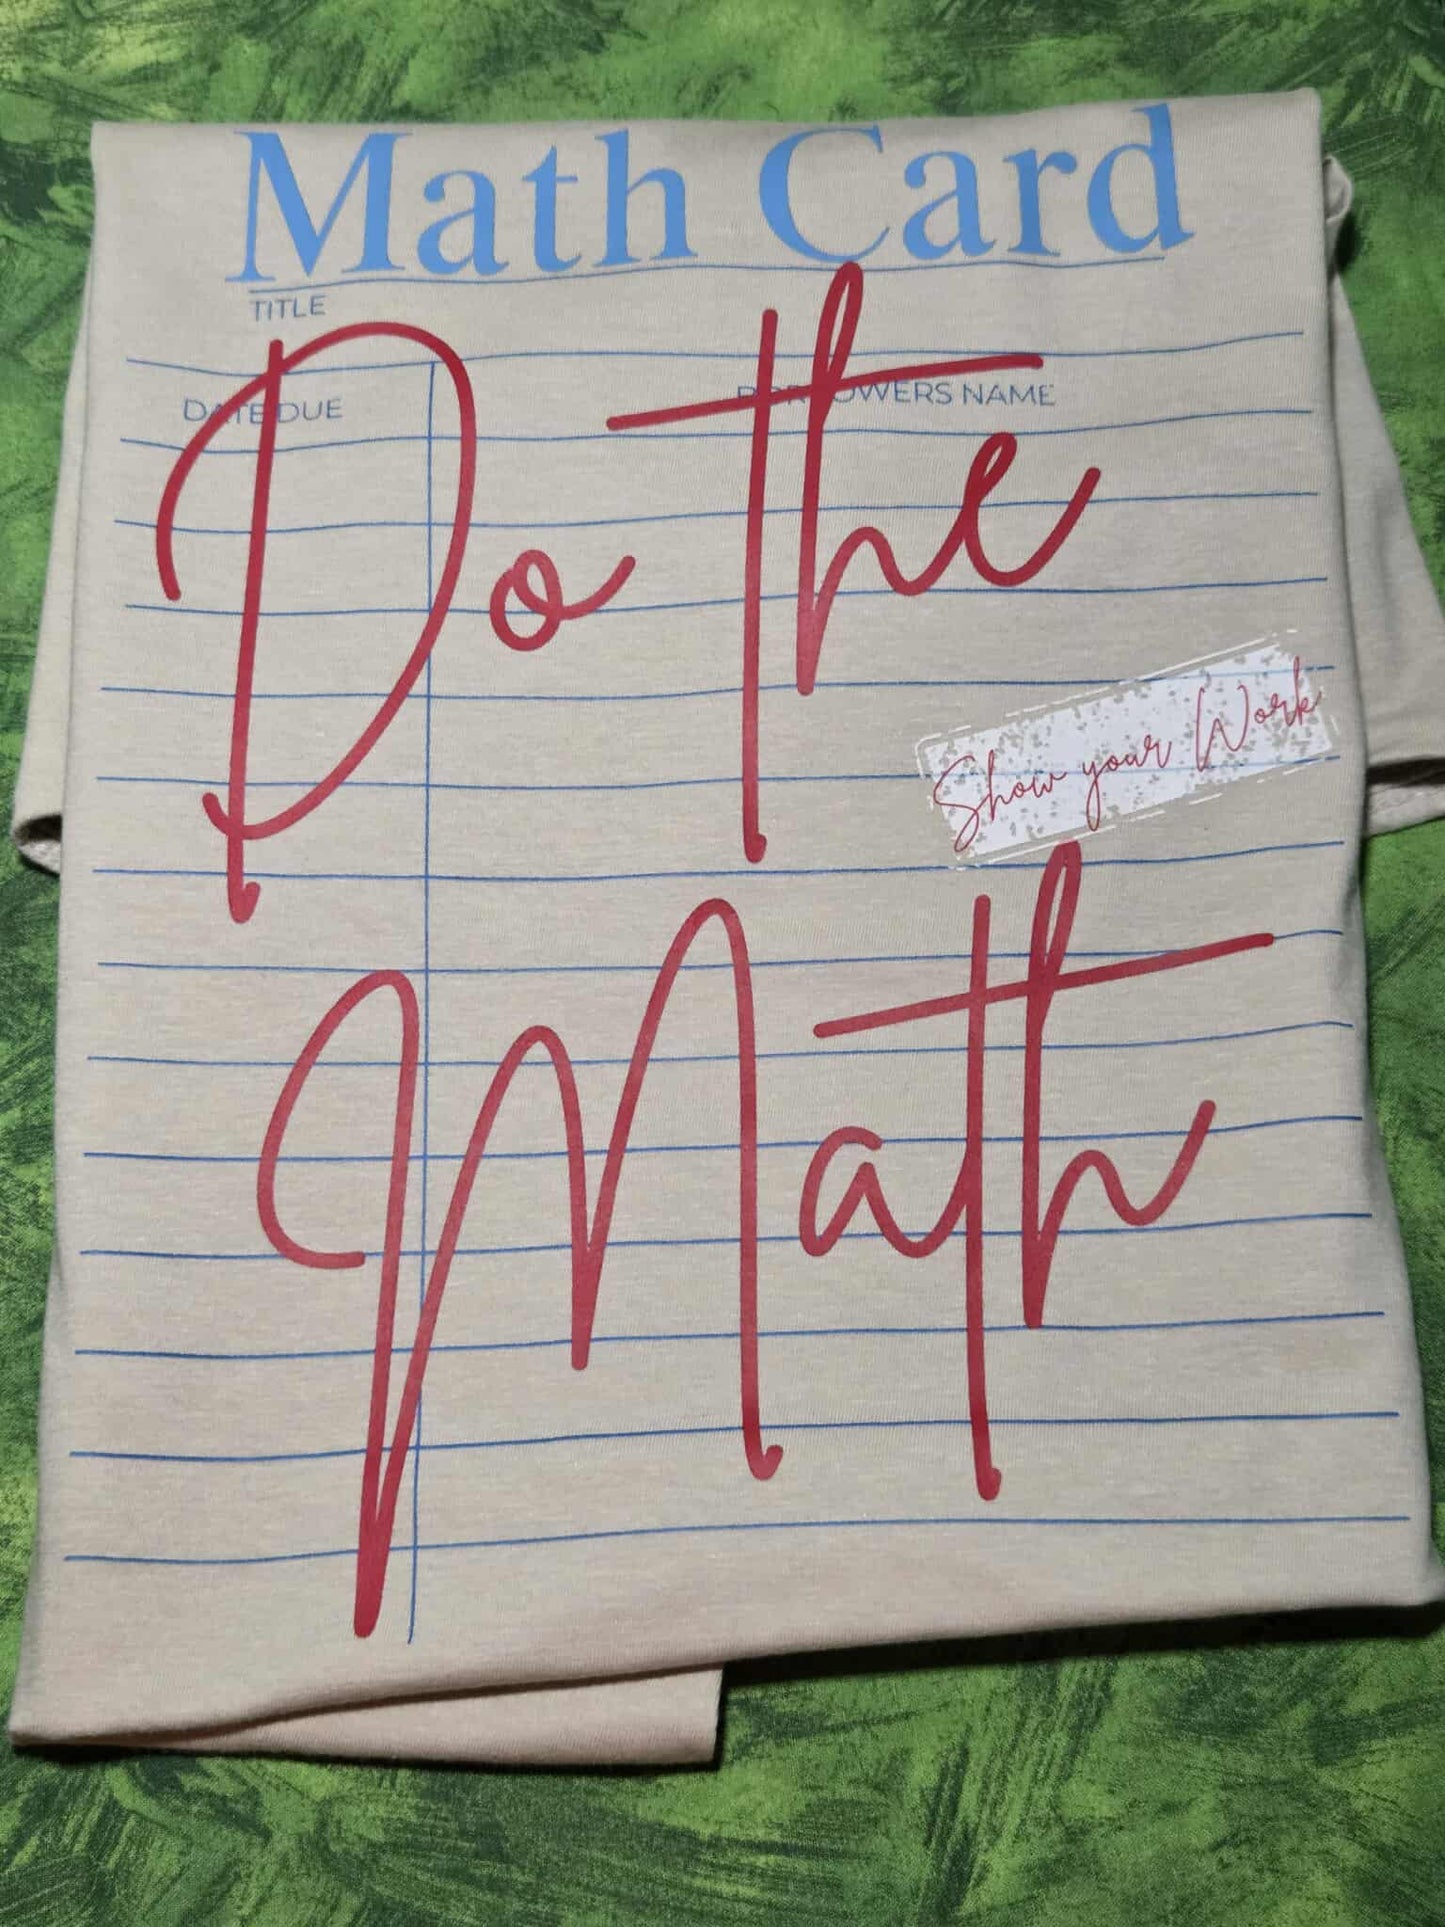 Math Card
TITLE
DATE DUE
BORROWERS NAME
Do the
Show your Work
Math